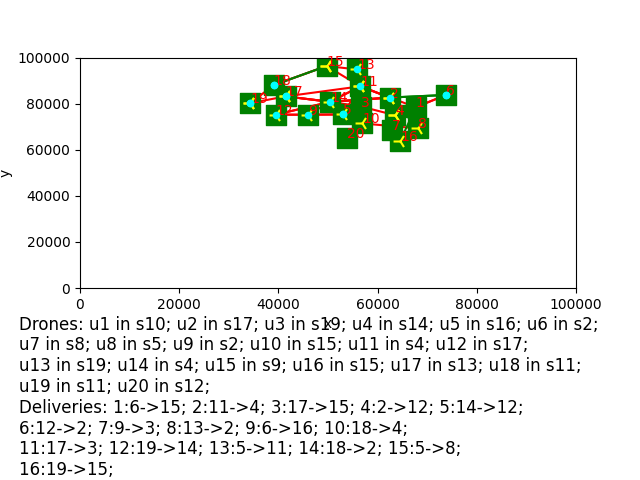 100000
80000
60000
40000
20000
0
y
0 20000 40000 60000 80000 100000
x
Drones: u1 in s10; u2 in s17; u3 in s19; u4 in s14; u5 in s16; u6 in s2;
u7 in s8; u8 in s5; u9 in s2; u10 in s15; u11 in s4; u12 in s17;
u13 in s19; u14 in s4; u15 in s9; u16 in s15; u17 in s13; u18 in s11;
u19 in s11; u20 in s12;
Deliveries: 1:6->15; 2:11->4; 3:17->15; 4:2->12; 5:14->12;
6:12->2; 7:9->3; 8:13->2; 9:6->16; 10:18->4;
11:17->3; 12:19->14; 13:5->11; 14:18->2; 15:5->8;
16:19->15;